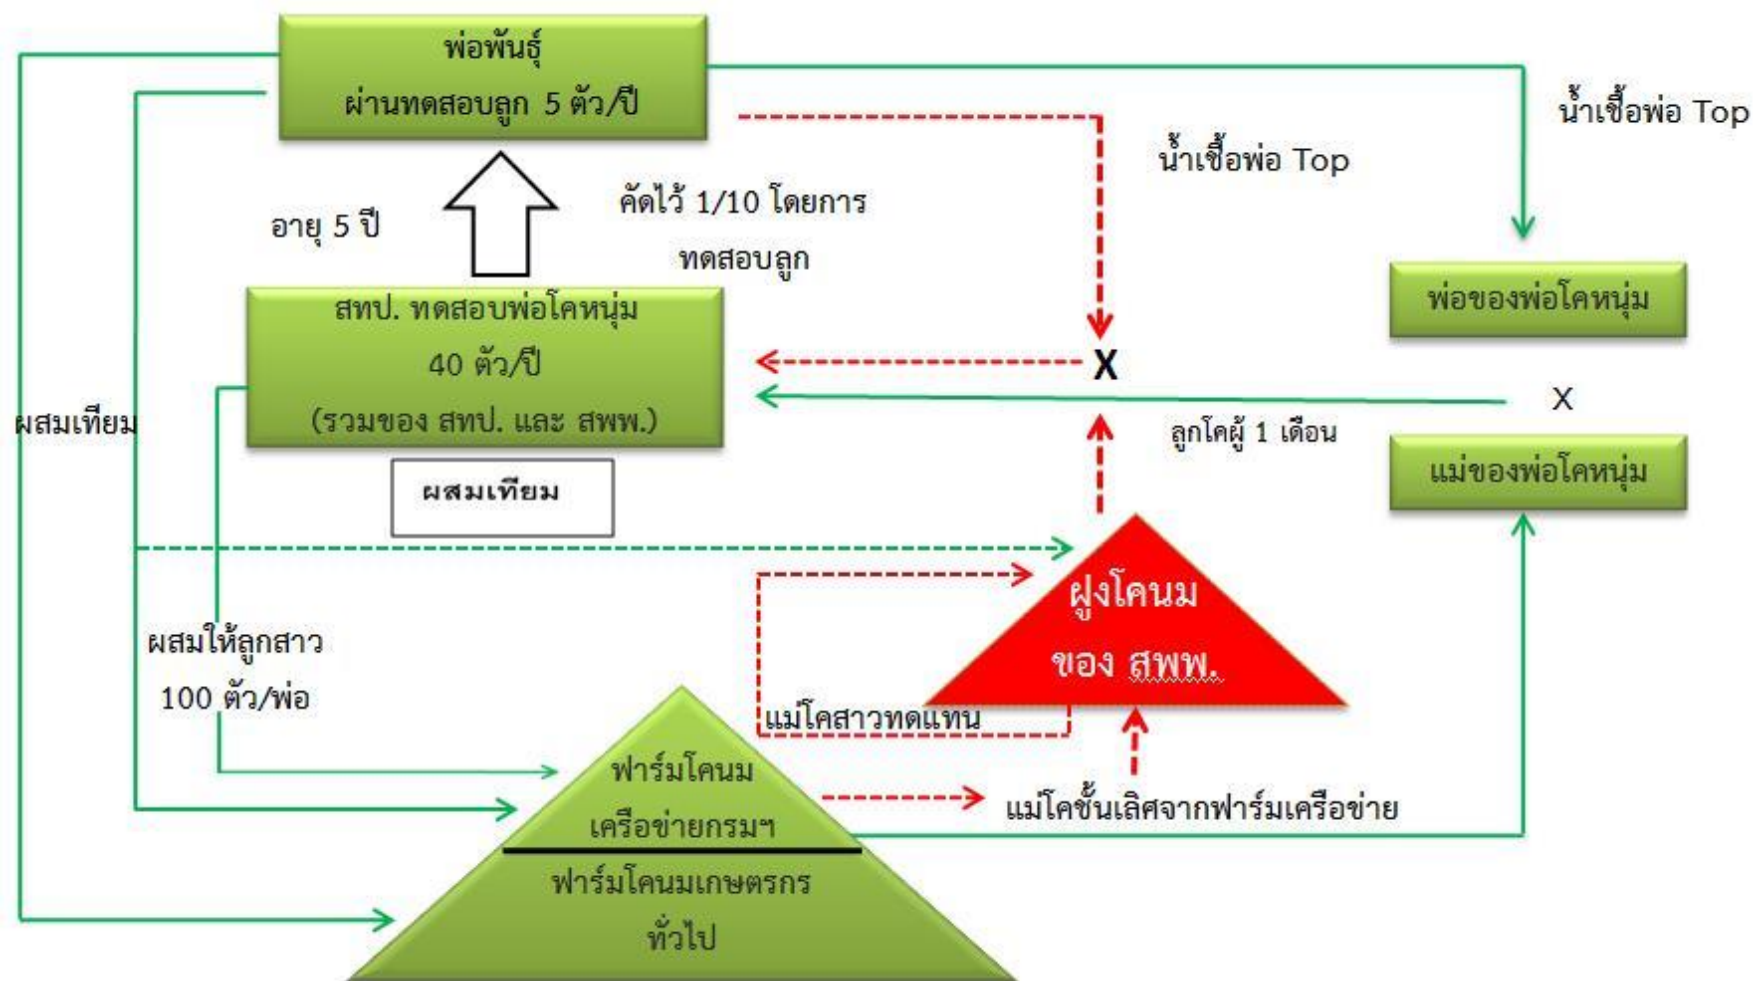 พ่อพันธุ์
ผ่านทดสอบลูก 5 ตัว/ปี
น้ำเชื้อพ่อ Top
น้ำเชื้อพ่อ Top
อายุ 5 ปี
คัดไว้ 1/10 โดยการ
ทดสอบลูก
พ่อของพ่อโคหนุ่ม
สทป. ทดสอบพ่อโคหนุ่ม
40 ตัว/ปี
(รวมของ สทป. และ สพพ.)
X
X
ลูกโคผู้ 1 เดือน
แม่ของพ่อโคหนุ่ม
ผสมเทียม
ผสมเทียม
ฝูงโคนม
ของ สพพ.
ผสมให้ลูกสาว
100 ตัว/พ่อ
แม่โคสาวทดแทน
ฟาร์มโคนม
เครือข่ายกรมฯ
แม่โคชั้นเลิศจากฟาร์มเครือข่าย
ฟาร์มโคนมเกษตรกร
ทั่วไป